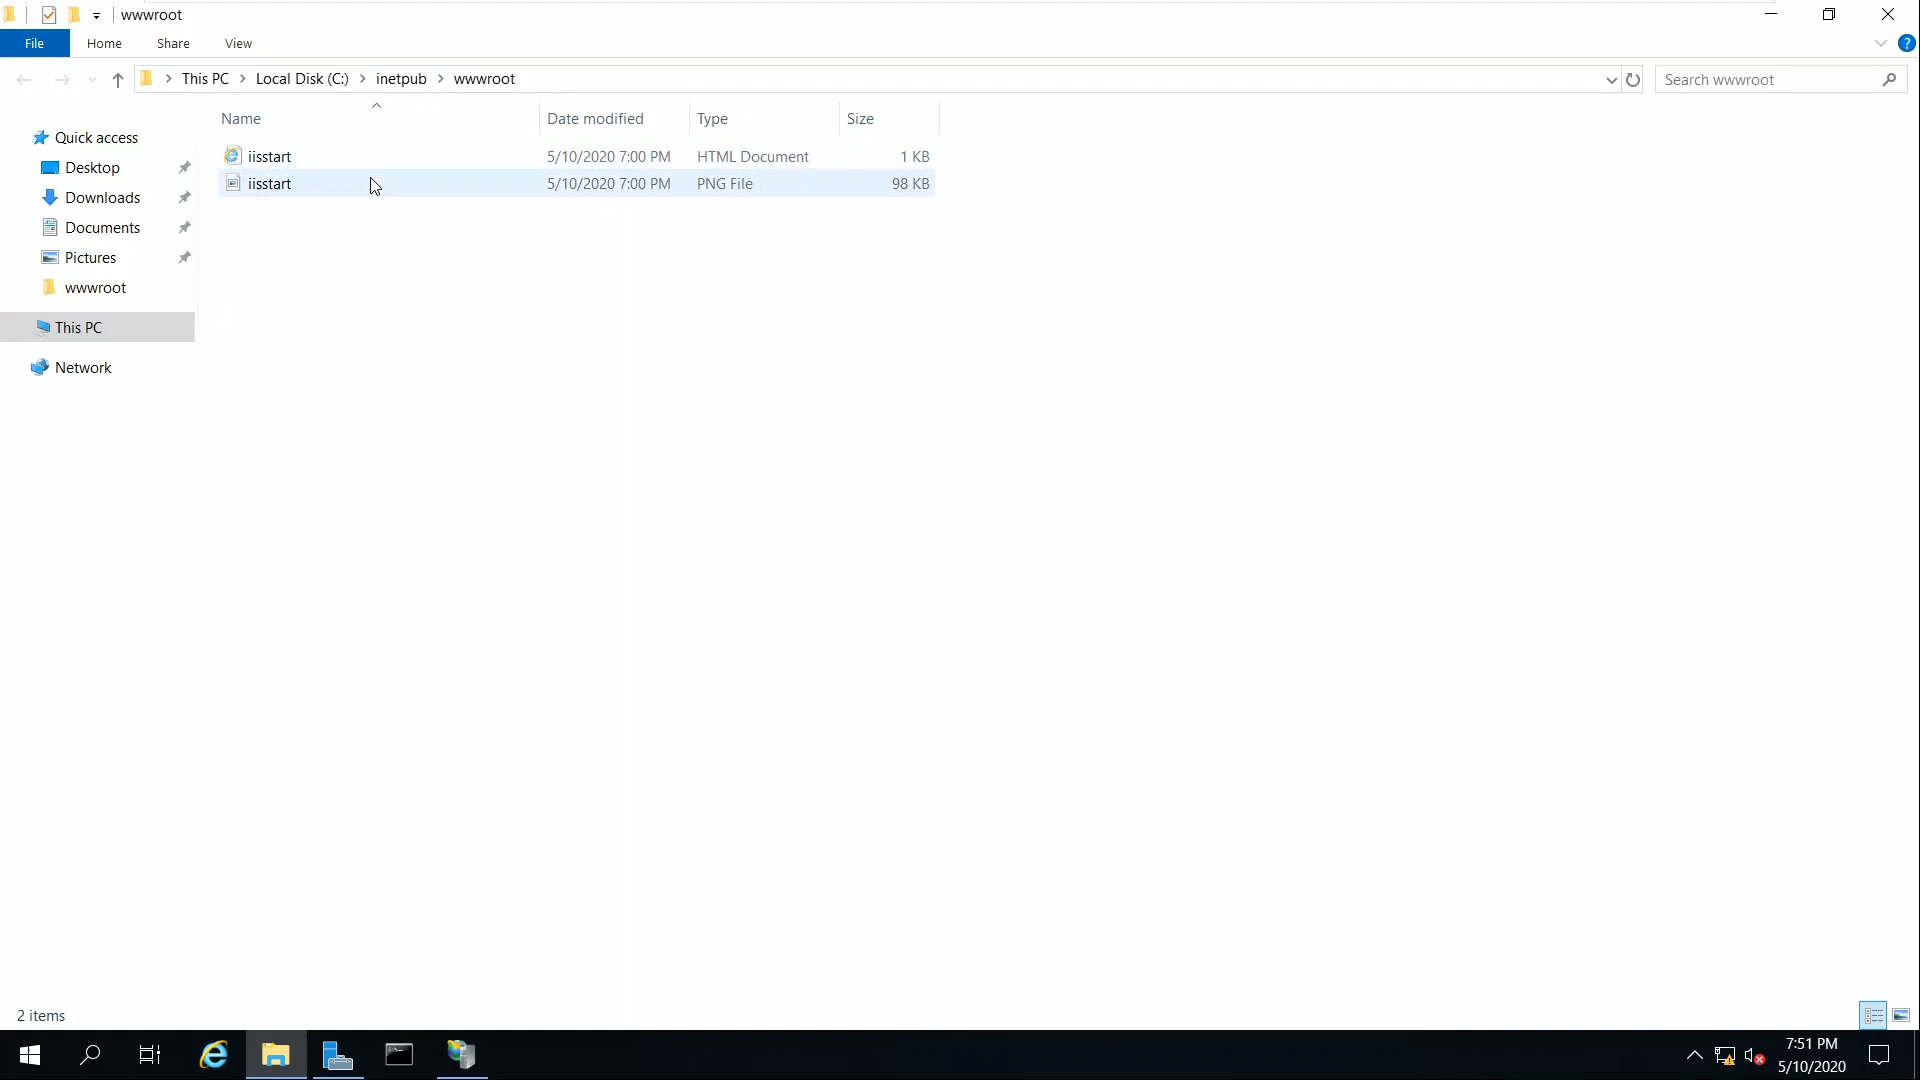 wwwroot
File Home Share View
This PC Local Disk (C:) inetpub wwwroot
Search wwwroot
Name Date modified Type Size
iisstart 5/10/2020 7:00 PM HTML Document 1 KB
iisstart 5/10/2020 7:00 PM PNG File 98 KB
Quick access
Desktop
Downloads
Documents
Pictures
wwwroot
This PC
Network
2 items
7:51 PM
5/10/2020